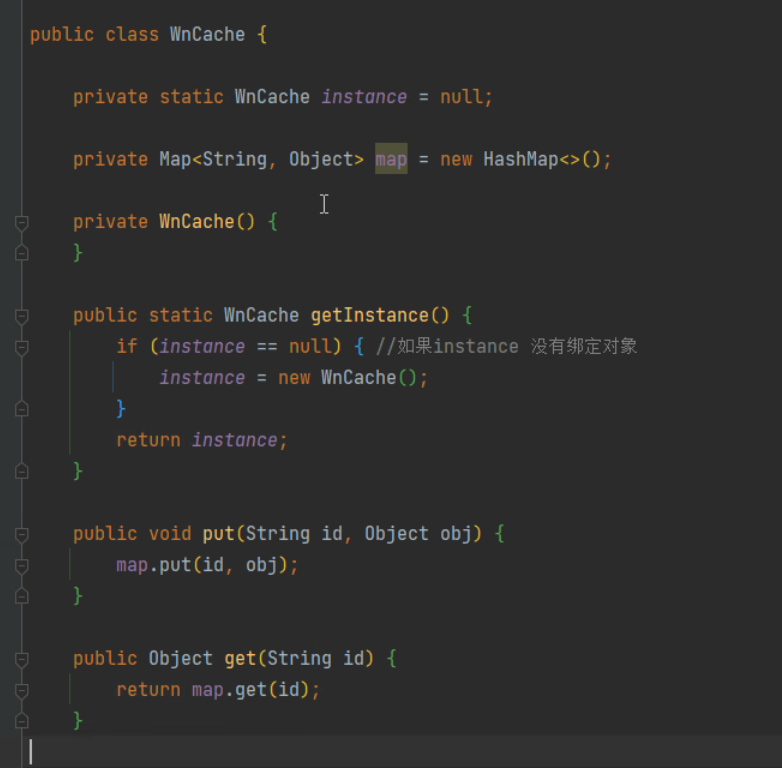 public class WnCache {
private static WnCache instance = null;
private Map<String, Object> map = new HashMap<>();
private WnCache() {
}
public static WnCache getInstance() {
if (instance == null) { //如果instance 没有绑定对象
instance = new WnCache();
}
return instance;
}
public void put(String id, Object obj) {
map.put(id, obj);
}
public Object get(String id) {
return map.get(id);
}